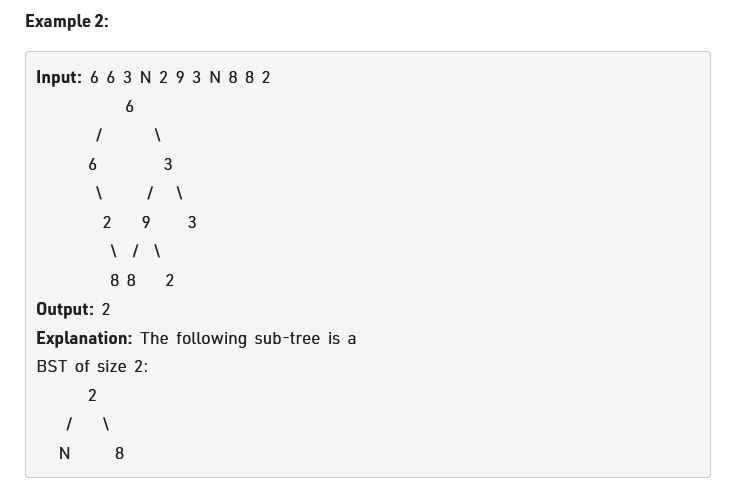 Example 2:
Input: 6 6 3 N 2 9 3 N 8 8 2
6
/ \
6 3
\ / \
2 9 3
\ / \
8 8 2
Output: 2
Explanation: The following sub-tree is a
BST of size 2:
2
/ \
N 8